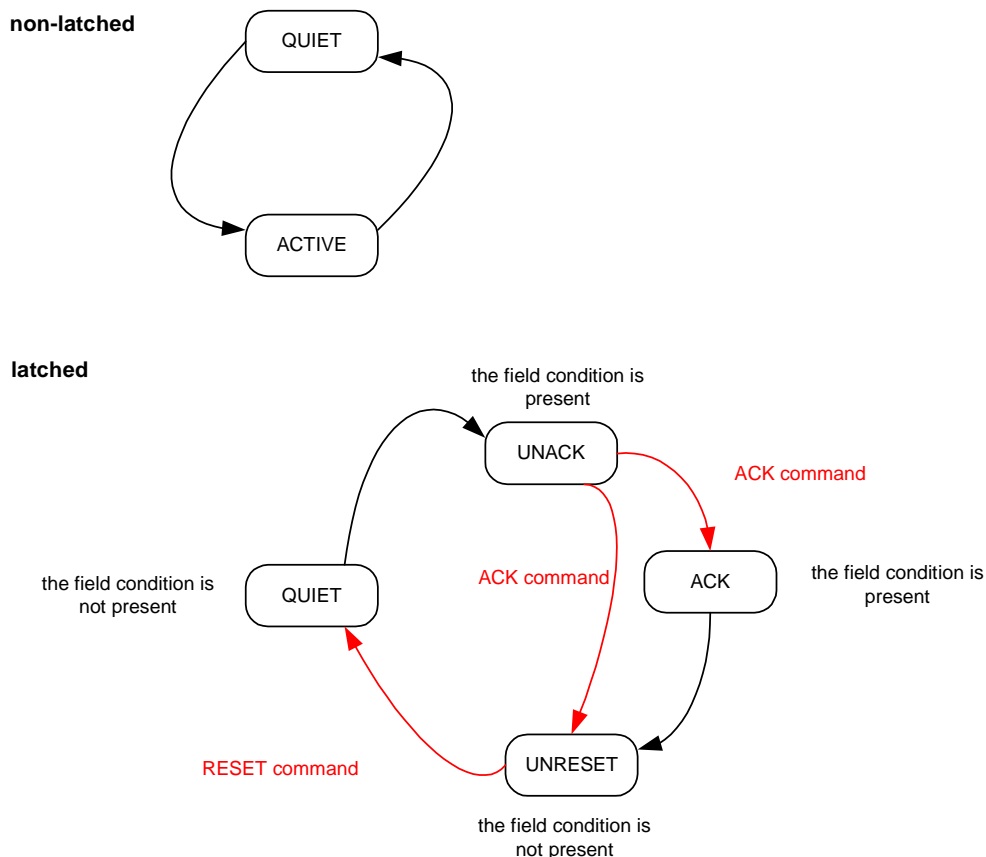 non-latched
QUIET
ACTIVE
latched
the field condition is
present
UNACK
ACK command
the field condition is
not present
QUIET
ACK command
ACK
the field condition is
present
RESET command
UNRESET
the field condition is
not present